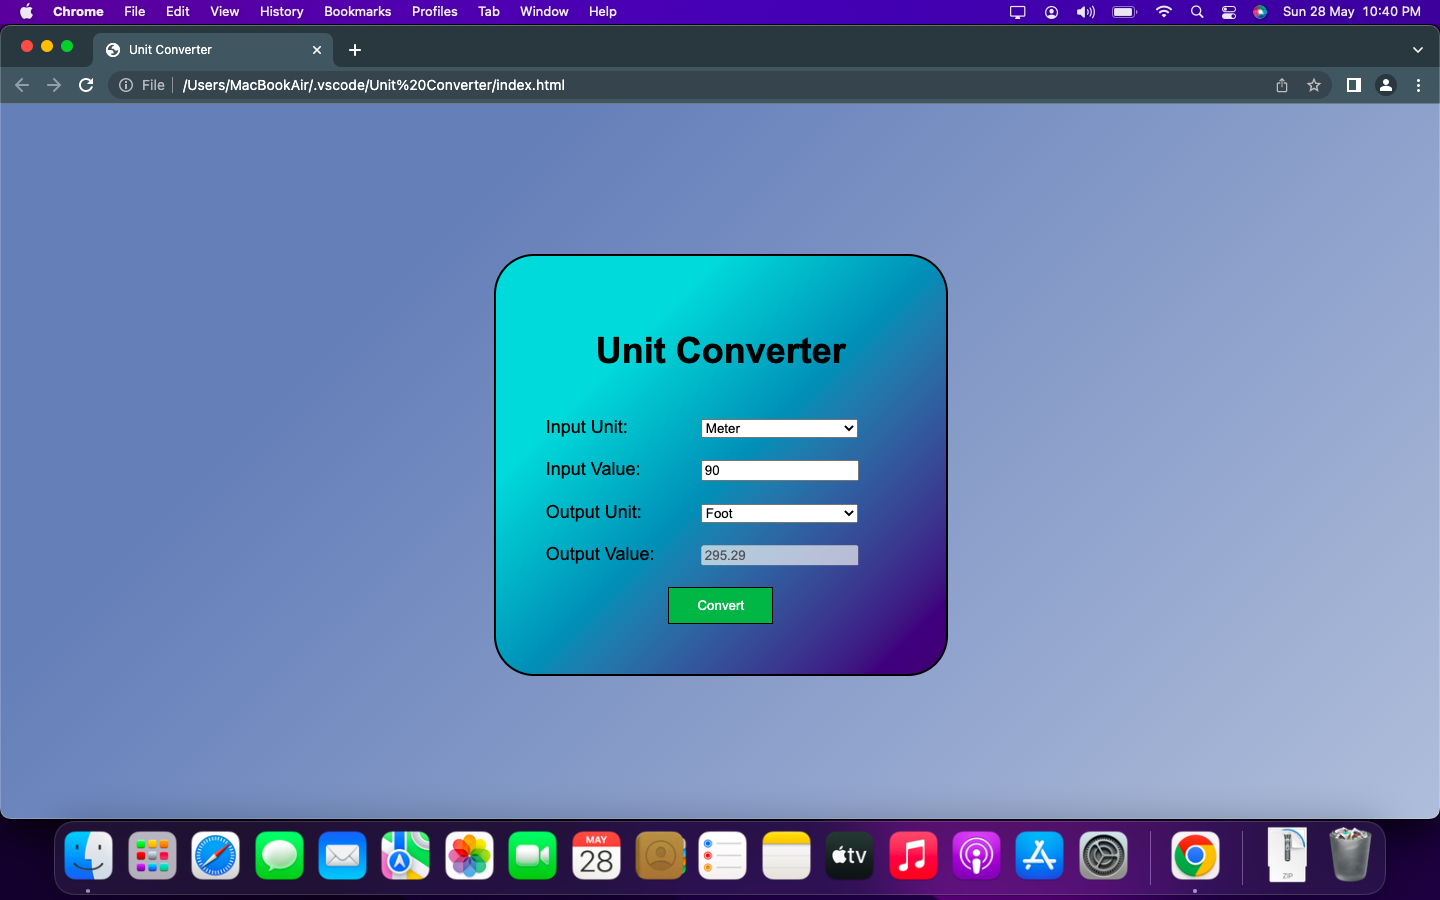 Chrome File Edit View History Bookmarks Profiles Tab Window Help Sun 28 May 10:40 PM
Unit Converter
File /Users/MacBookAir/.vscode/Unit%20Converter/index.html
Unit Converter
Input Unit: Meter
Input Value: 90
Output Unit: Foot
Output Value: 295.29
Convert
MAY
28
tv
ZIP